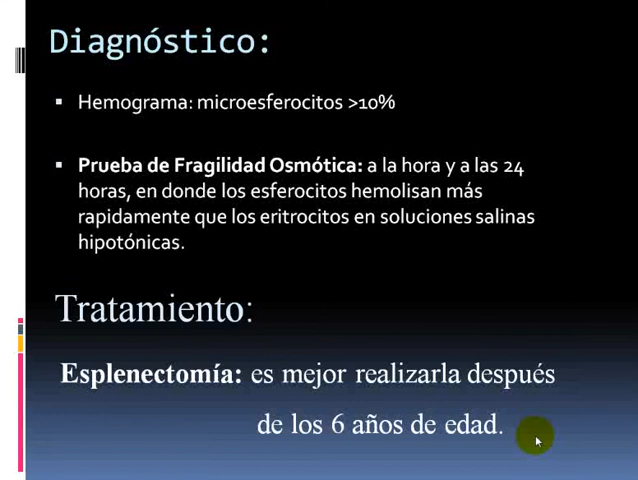 Diagnóstico:
▪ Hemograma: microesferocitos >10%
▪ Prueba de Fragilidad Osmótica: a la hora y a las 24
horas, en donde los esferocitos hemolisan más
rapidamente que los eritrocitos en soluciones salinas
hipotónicas.
Tratamiento:
Esplenectomía: es mejor realizarla después
de los 6 años de edad.